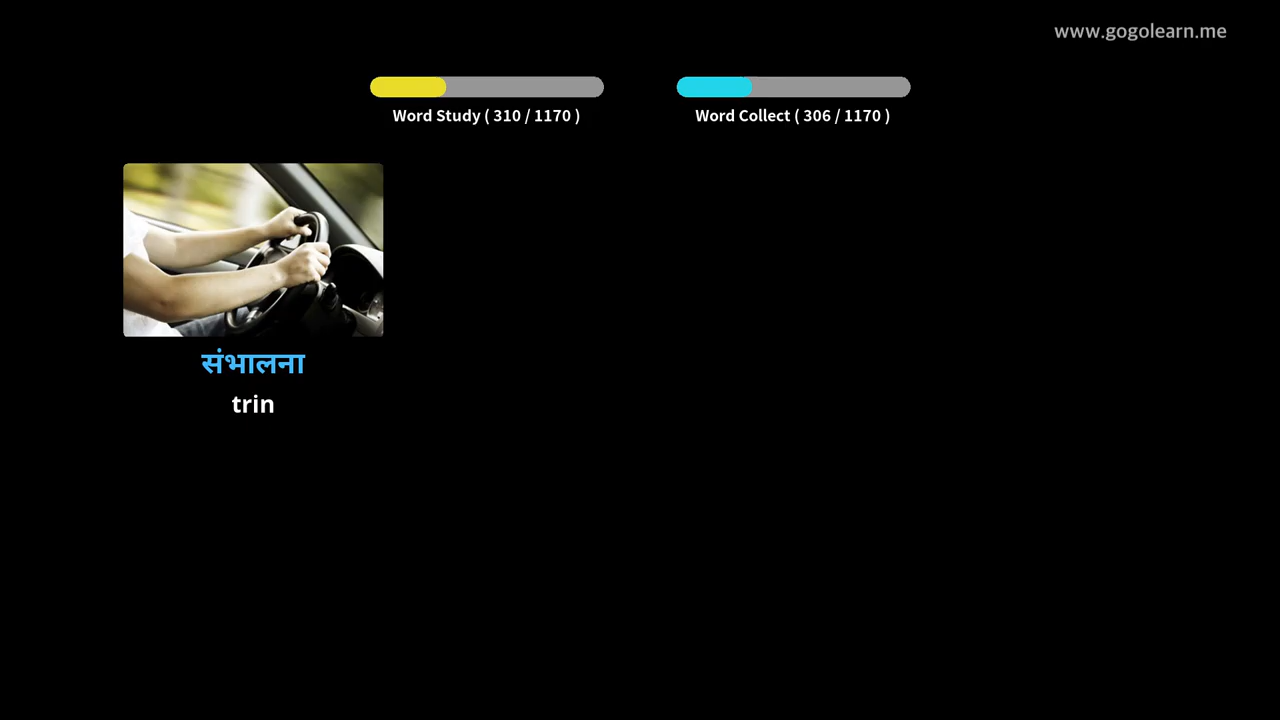 www.gogolearn.me
Word Study ( 310 / 1170 )
Word Collect ( 306 / 1170 )
संभालना
trin